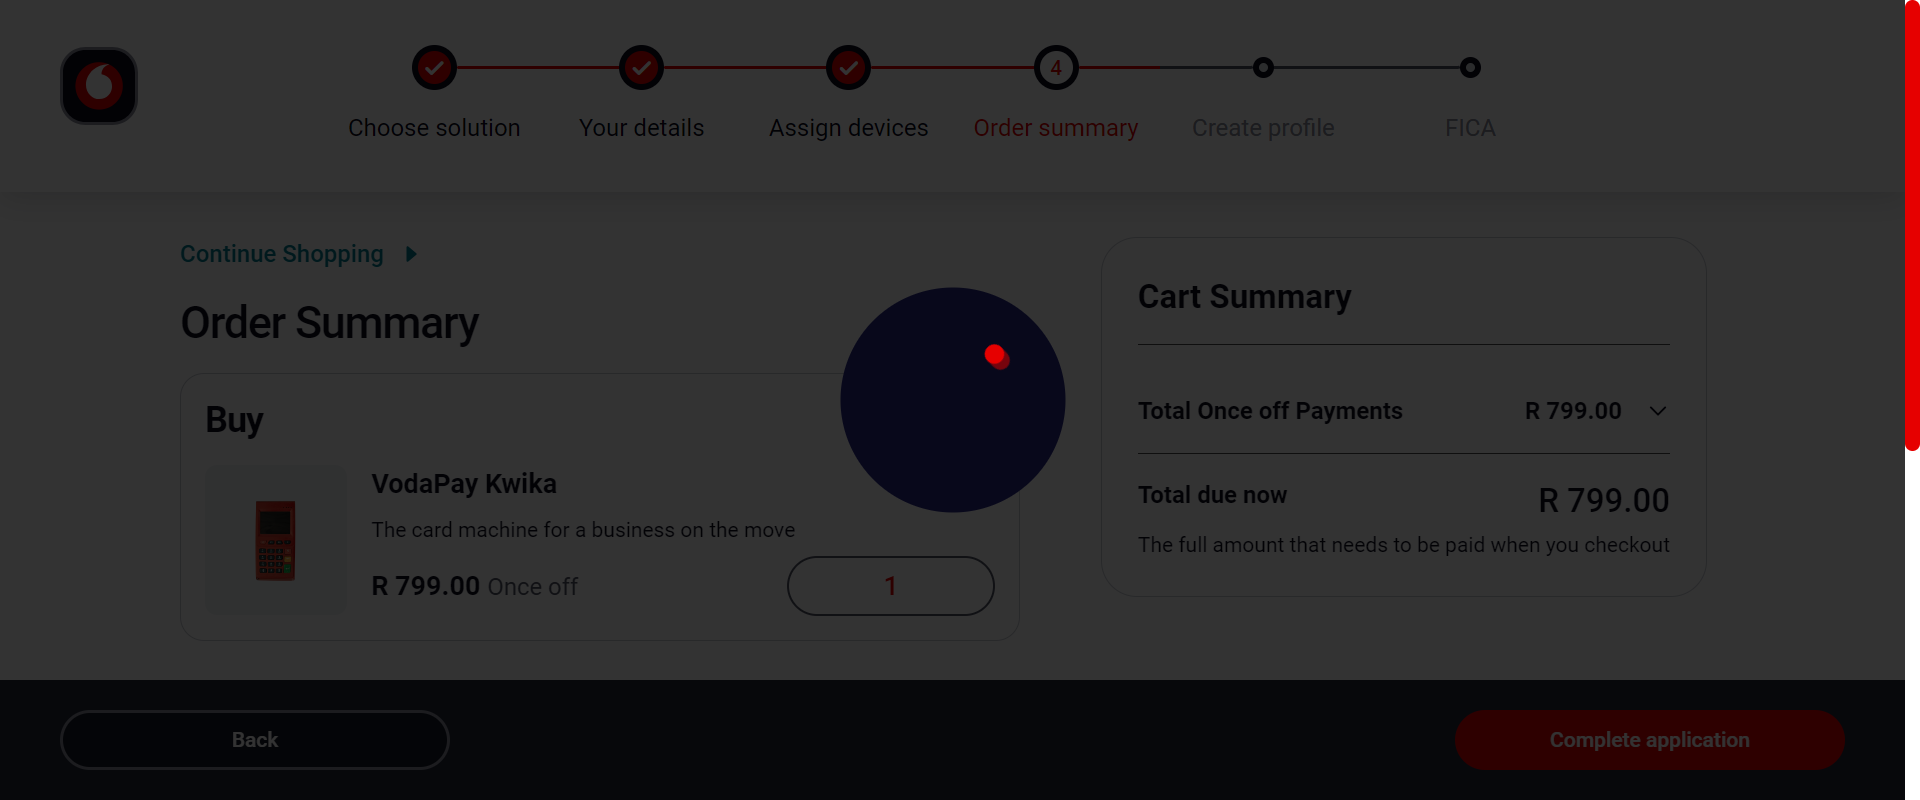 4
Choose solution
Your details
Assign devices
Order summary
Create profile
FICA
Continue Shopping
Order Summary
Buy
VodaPay Kwika
The card machine for a business on the move
R 799.00 Once off
1
Cart Summary
Total Once off Payments R 799.00
Total due now R 799.00
The full amount that needs to be paid when you checkout
Back
Complete application